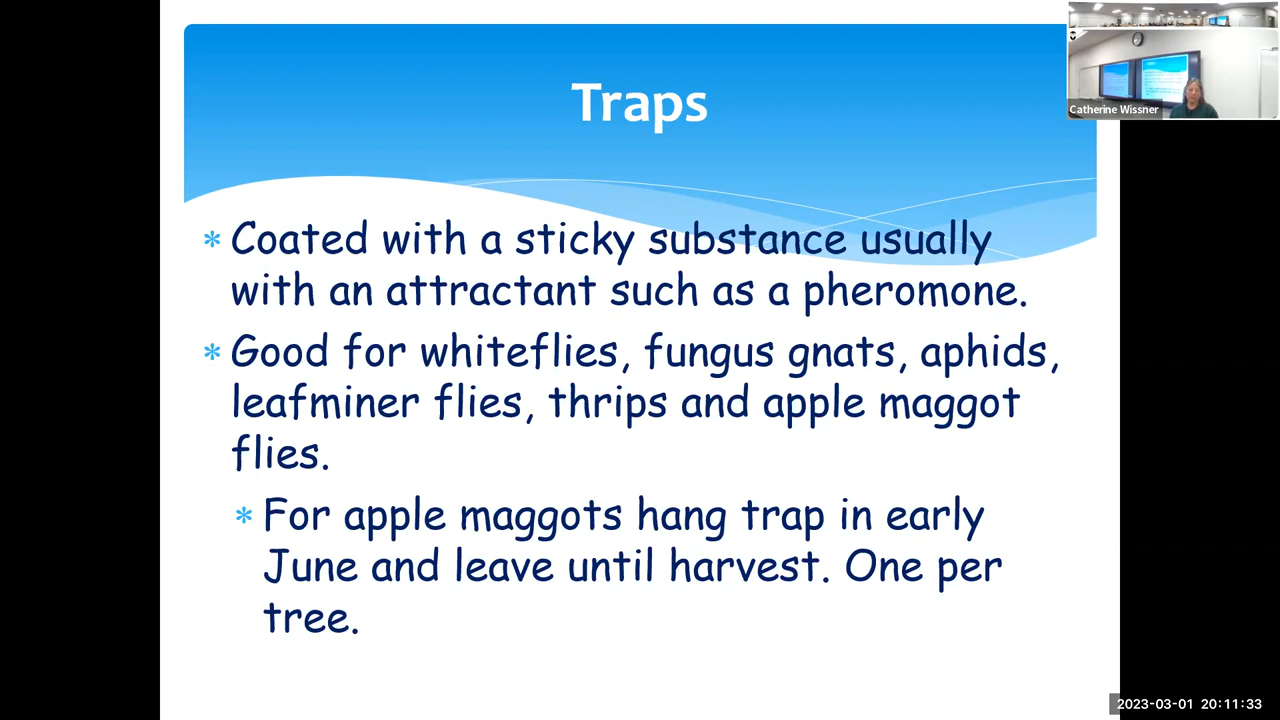 Traps
Catherine Wissner
* Coated with a sticky substance usually
with an attractant such as a pheromone.
* Good for whiteflies, fungus gnats, aphids,
leafminer flies, thrips and apple maggot
flies.
* For apple maggots hang trap in early
June and leave until harvest. One per
tree.
2023-03-01 20:11:33